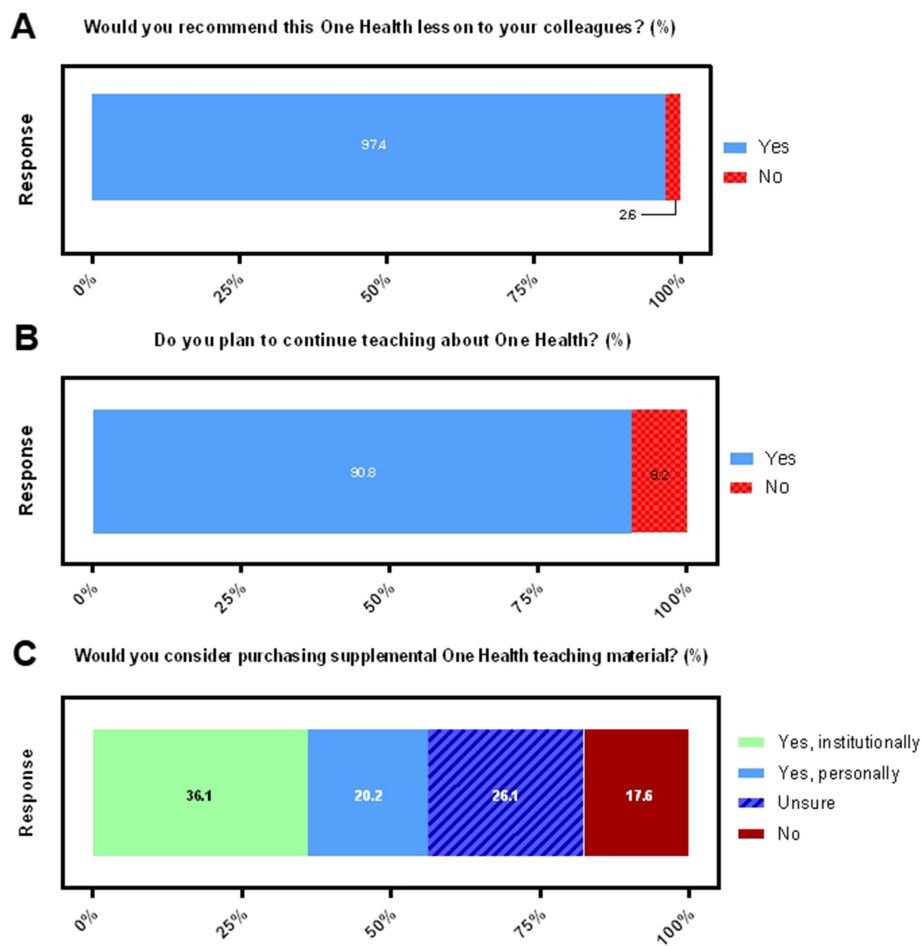 A
Would you recommend this One Health lesson to your colleagues? (%)
Response
97.4
2.6
Yes
No
0%
25%
50%
75%
100%
B
Do you plan to continue teaching about One Health? (%)
Response
90.8
9.2
Yes
No
0%
25%
50%
75%
100%
C
Would you consider purchasing supplemental One Health teaching material? (%)
Response
36.1
20.2
26.1
17.6
Yes, institutionally
Yes, personally
Unsure
No
0%
25%
50%
75%
100%